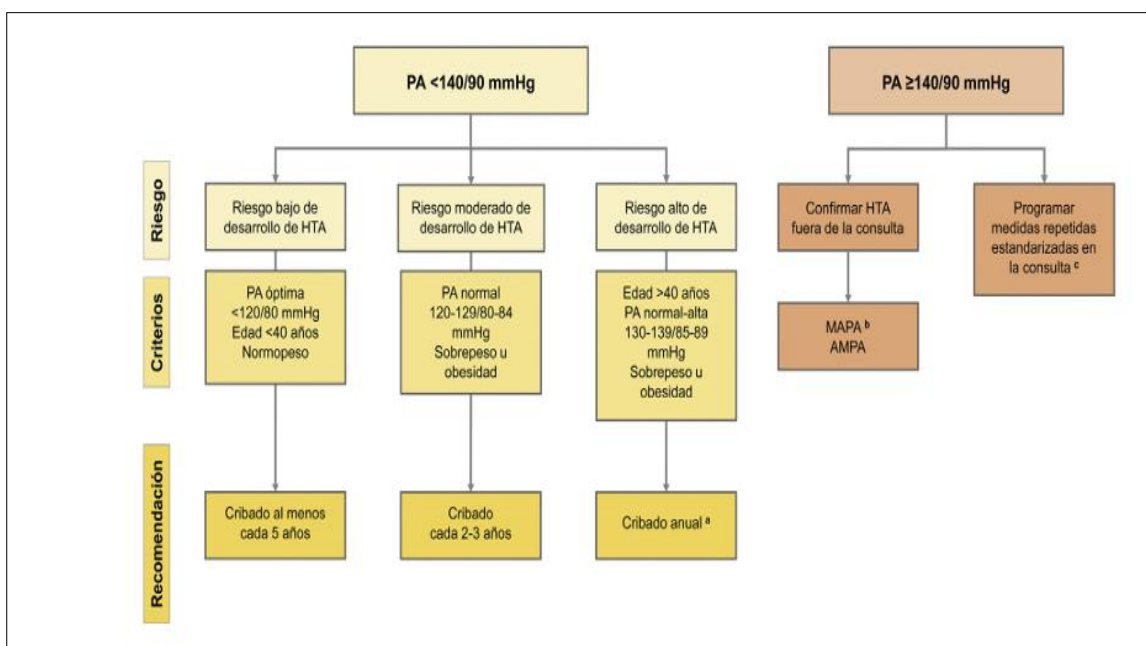 PA <140/90 mmHg
PA ≥140/90 mmHg
Riesgo
Riesgo bajo de
desarrollo de HTA
Riesgo moderado de
desarrollo de HTA
Riesgo alto de
desarrollo de HTA
Confirmar HTA
fuera de la consulta
Programar
medidas repetidas
estandarizadas en
la consulta ᶜ
Criterios
PA óptima
<120/80 mmHg
Edad <40 años
Normopeso
PA normal
120-129/80-84
mmHg
Sobrepeso u
obesidad
Edad >40 años
PA normal-alta
130-139/85-89
mmHg
Sobrepeso u
obesidad
MAPA ᵇ
AMPA
Recomendación
Cribado al menos
cada 5 años
Cribado
cada 2-3 años
Cribado anual ᵃ